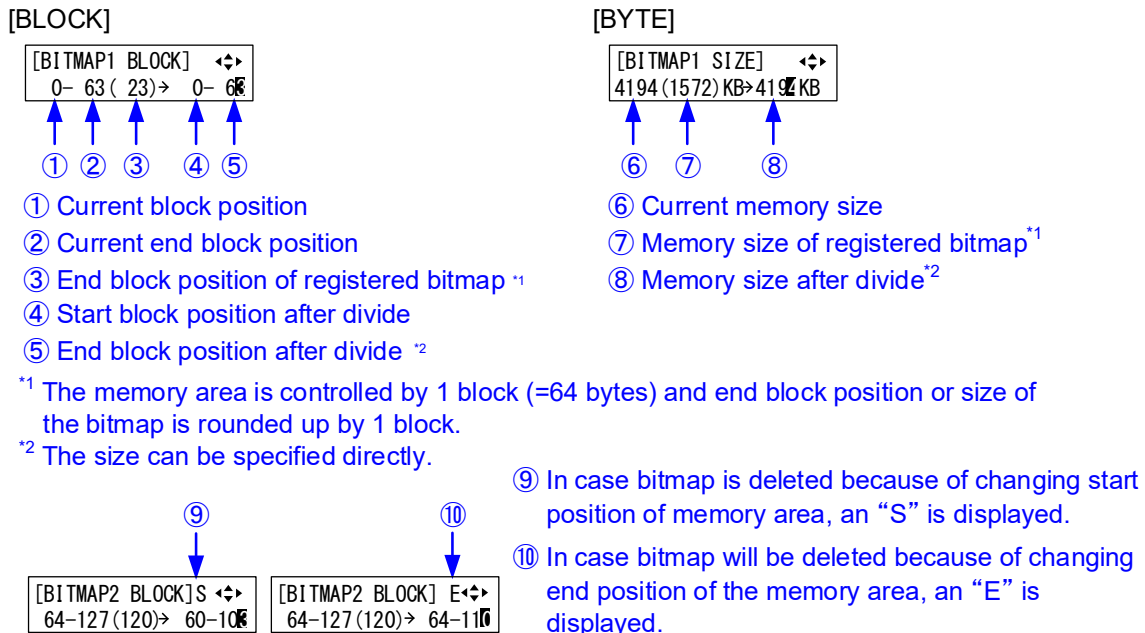 [BLOCK]
[BITMAP1 BLOCK]
0- 63( 23)→ 0- 63
① ② ③ ④ ⑤
① Current block position
② Current end block position
③ End block position of registered bitmap *1
④ Start block position after divide
⑤ End block position after divide *2
[BYTE]
[BITMAP1 SIZE]
4194(1572)KB→4194KB
⑥ ⑦ ⑧
⑥ Current memory size
⑦ Memory size of registered bitmap*1
⑧ Memory size after divide*2
*1 The memory area is controlled by 1 block (=64 bytes) and end block position or size of
the bitmap is rounded up by 1 block.
*2 The size can be specified directly.
⑨ ⑩
[BITMAP2 BLOCK]S
64-127(120)→ 60-103
[BITMAP2 BLOCK] E
64-127(120)→ 64-110
⑨ In case bitmap is deleted because of changing start
position of memory area, an “S” is displayed.
⑩ In case bitmap will be deleted because of changing
end position of the memory area, an “E” is
displayed.